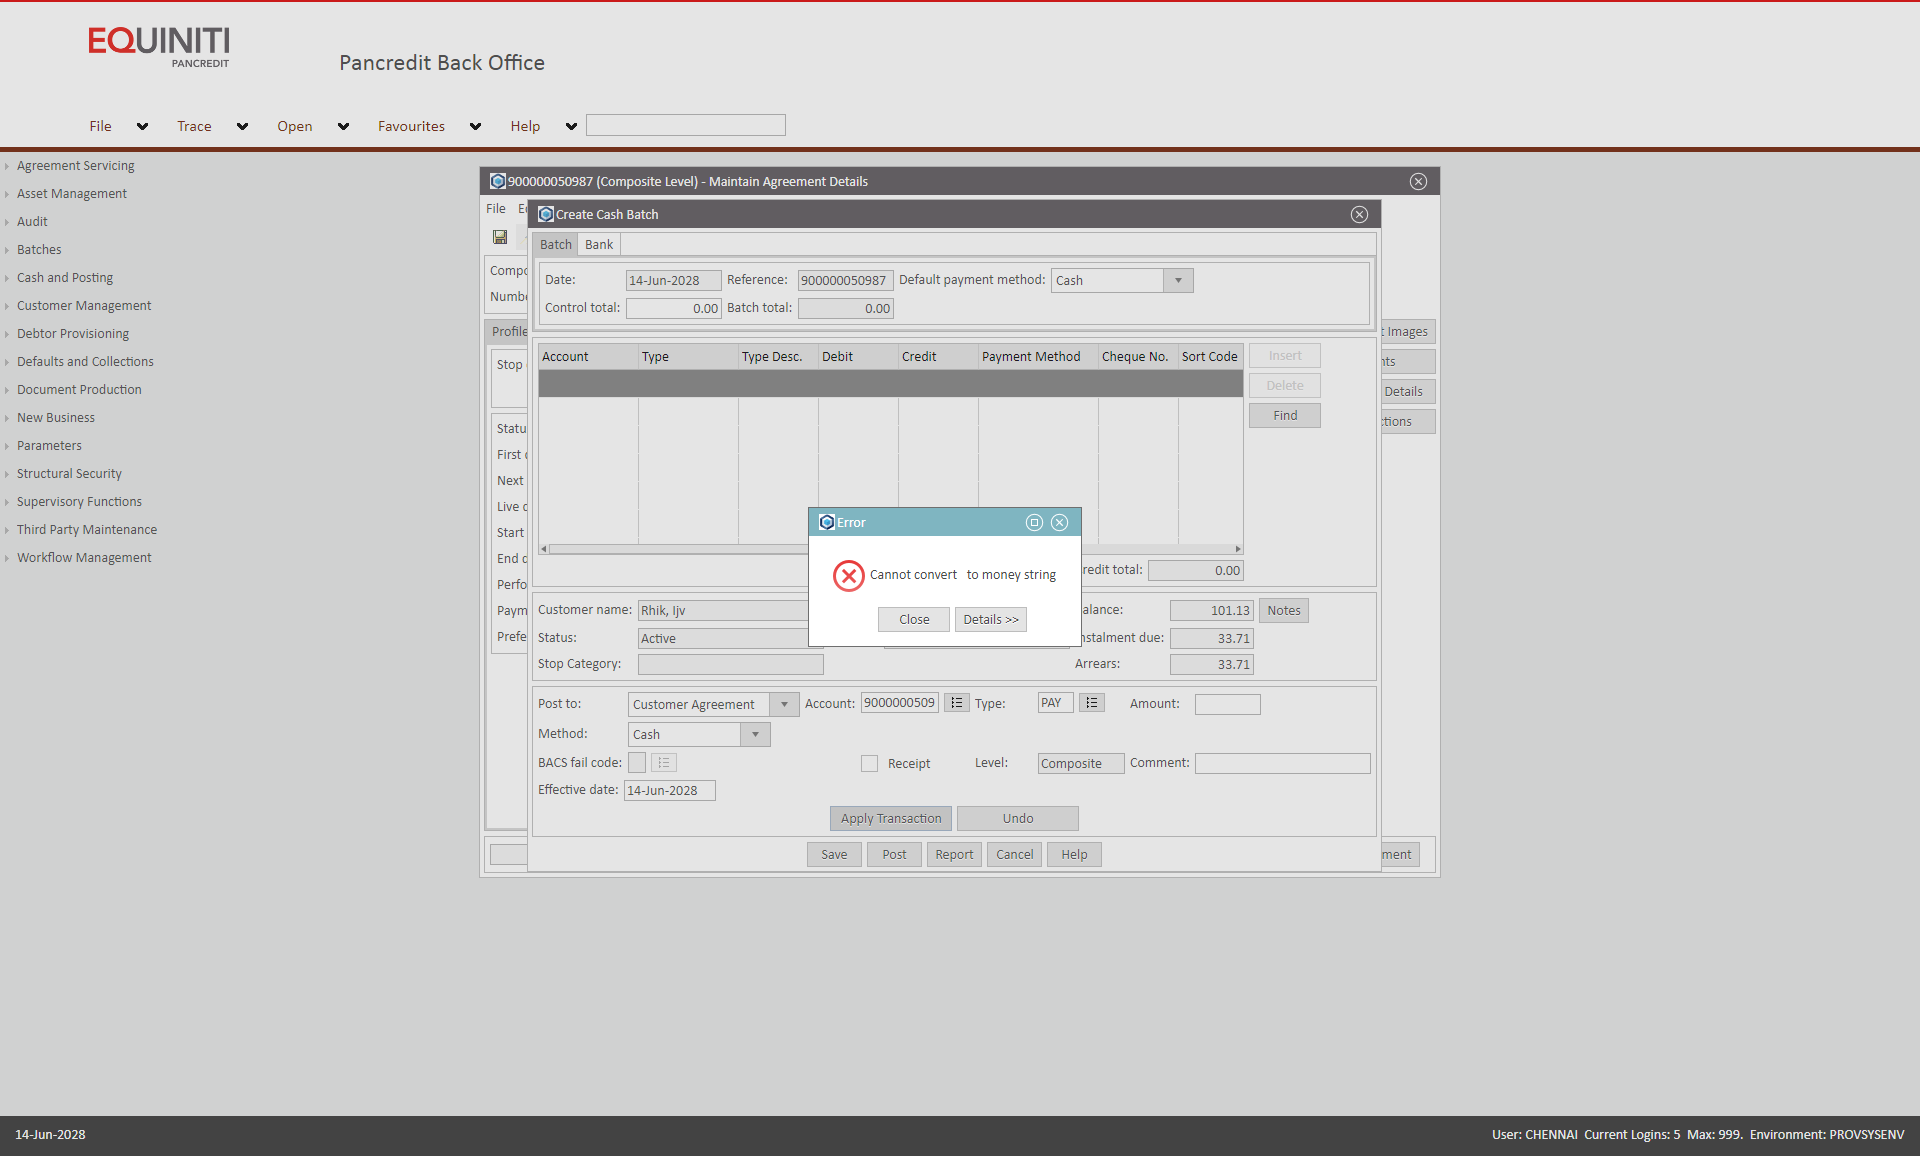 EQUINITI
PANCREDIT
Pancredit Back Office
File Trace Open Favourites Help
Agreement Servicing
Asset Management
Audit
Batches
Cash and Posting
Customer Management
Debtor Provisioning
Defaults and Collections
Document Production
New Business
Parameters
Structural Security
Supervisory Functions
Third Party Maintenance
Workflow Management
900000050987 (Composite Level) - Maintain Agreement Details
File
Numb
Profile
Stop
Statu
First
Next
Live
Start
End
Perfo
Paym
Prefe
t Images
nts
Details
ctions
ment
Create Cash Batch
Batch Bank
Date: 14-Jun-2028 Reference: 900000050987 Default payment method: Cash
Control total: 0.00 Batch total: 0.00
Account Type Type Desc. Debit Credit Payment Method Cheque No. Sort Code
Insert
Delete
Find
redit total: 0.00
Error
Cannot convert to money string
Close Details >>
Customer name: Rhik, Ijv alance: 101.13 Notes
Status: Active nstalment due: 33.71
Stop Category: Arrears: 33.71
Post to: Customer Agreement Account: 9000000509 Type: PAY Amount:
Method: Cash
BACS fail code: Receipt Level: Composite Comment:
Effective date: 14-Jun-2028
Apply Transaction Undo
Save Post Report Cancel Help
14-Jun-2028
User: CHENNAI Current Logins: 5 Max: 999. Environment: PROVSYSENV